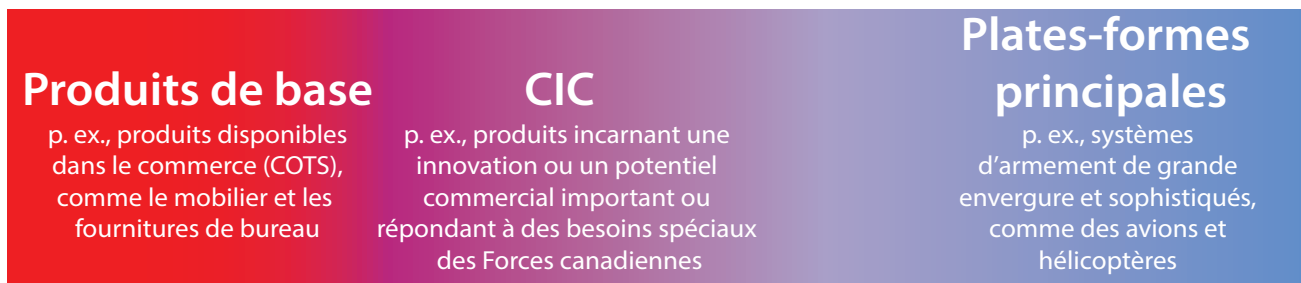 Produits de base
p. ex., produits disponibles
dans le commerce (COTS),
comme le mobilier et les
fournitures de bureau
CIC
p. ex., produits incarnant une
innovation ou un potentiel
commercial important ou
répondant à des besoins spéciaux
des Forces canadiennes
Plates-formes
principales
p. ex., systèmes
d’armement de grande
envergure et sophistiqués,
comme des avions et
hélicoptères